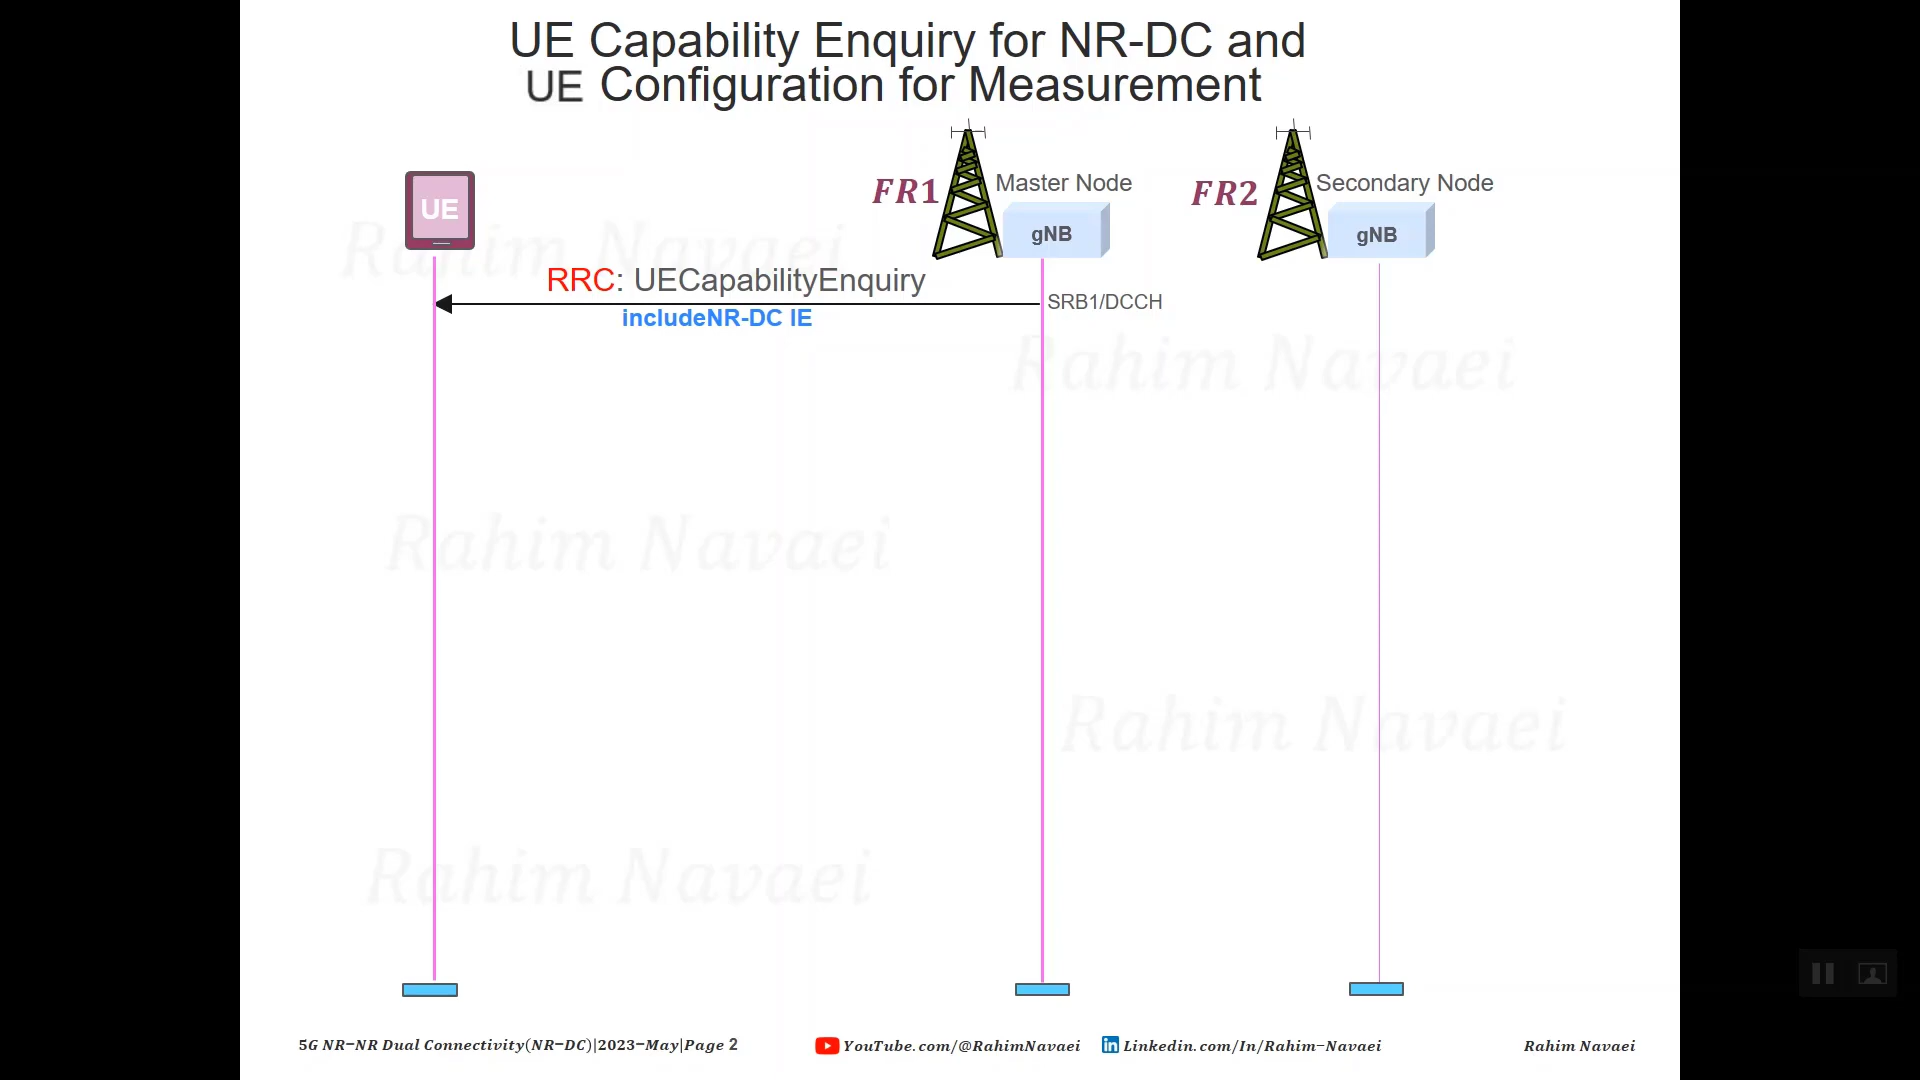 UE Capability Enquiry for NR-DC and
UE Configuration for Measurement
UE
FR1
Master Node
gNB
FR2
Secondary Node
gNB
RRC: UECapabilityEnquiry
SRB1/DCCH
includeNR-DC IE
Rahim Navaei
Rahim Navaei
Rahim Navaei
Rahim Navaei
Rahim Navaei
5G NR-NR Dual Connectivity(NR-DC)|2023-May|Page 2
YouTube.com/@RahimNavaei
in Linkedin.com/In/Rahim-Navaei
Rahim Navaei